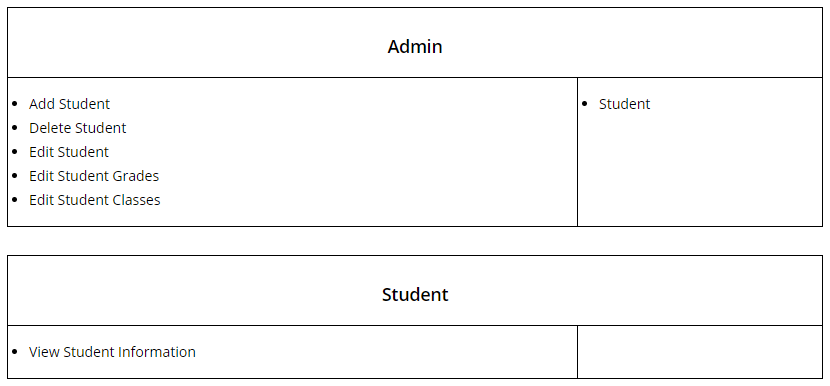 Admin
Add Student
Delete Student
Edit Student
Edit Student Grades
Edit Student Classes
Student
Student
View Student Information